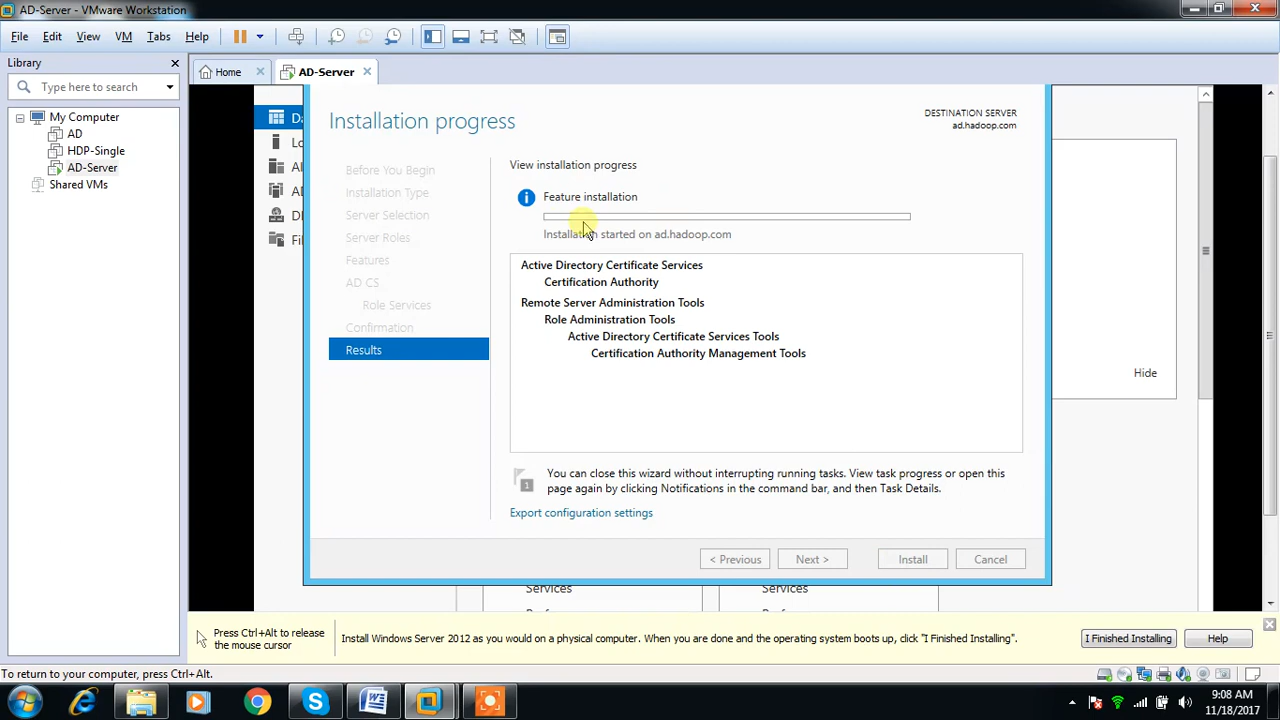 AD-Server - VMware Workstation
File Edit View VM Tabs Help
Library
Type here to search
My Computer
AD
HDP-Single
AD-Server
Shared VMs
Home
AD-Server
Installation progress
DESTINATION SERVER
ad.hadoop.com
Before You Begin
Installation Type
Server Selection
Server Roles
Features
AD CS
Role Services
Confirmation
Results
View installation progress
Feature installation
Installation started on ad.hadoop.com
Active Directory Certificate Services
Certification Authority
Remote Server Administration Tools
Role Administration Tools
Active Directory Certificate Services Tools
Certification Authority Management Tools
1
You can close this wizard without interrupting running tasks. View task progress or open this
page again by clicking Notifications in the command bar, and then Task Details.
Export configuration settings
< Previous Next > Install Cancel
Hide
Services
Services
Press Ctrl+Alt to release
the mouse cursor
Install Windows Server 2012 as you would on a physical computer. When you are done and the operating system boots up, click "I Finished Installing".
I Finished Installing
Help
To return to your computer, press Ctrl+Alt.
9:08 AM
11/18/2017